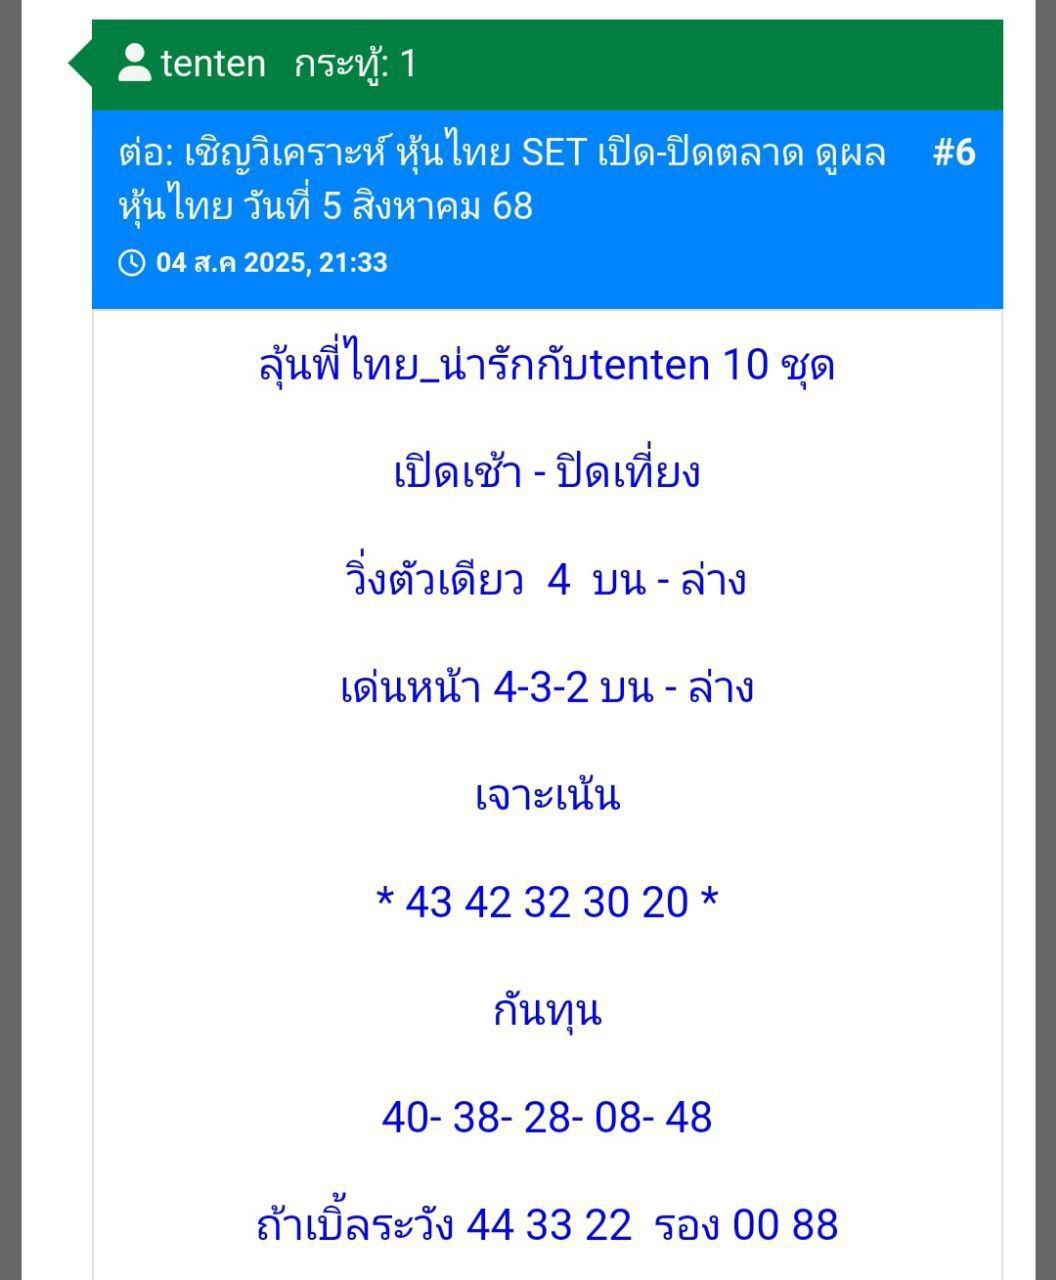 tenten กระทู้: 1
ต่อ: เชิญวิเคราะห์ หุ้นไทย SET เปิด-ปิดตลาด ดูผล #6
หุ้นไทย วันที่ 5 สิงหาคม 68
04 ส.ค 2025, 21:33
ลุ้นพี่ไทย_น่ารักกับtenten 10 ชุด
เปิดเช้า - ปิดเที่ยง
วิ่งตัวเดียว 4 บน - ล่าง
เด่นหน้า 4-3-2 บน - ล่าง
เจาะเน้น
* 43 42 32 30 20 *
กันทุน
40- 38- 28- 08- 48
ถ้าเบิ้ลระวัง 44 33 22 รอง 00 88